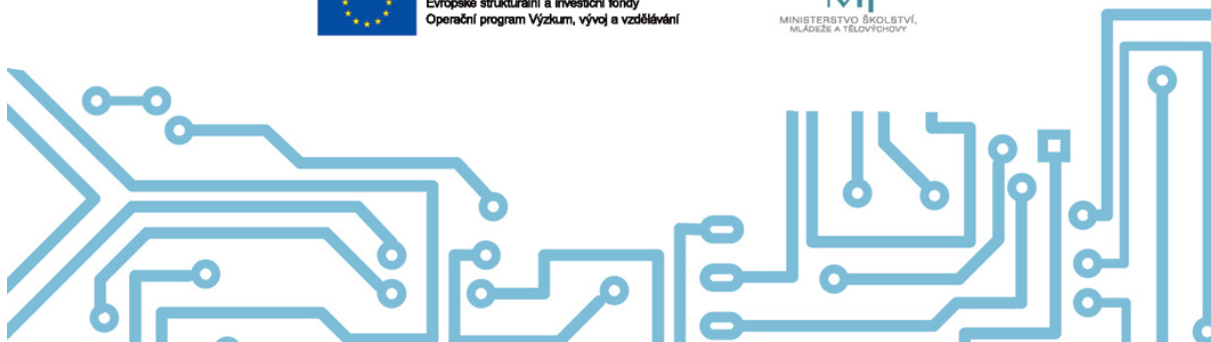 Evropské strukturální a investiční fondy
Operační program Výzkum, vývoj a vzdělávání
MINISTERSTVO ŠKOLSTVÍ,
MLÁDEŽE A TĚLOVÝCHOVY